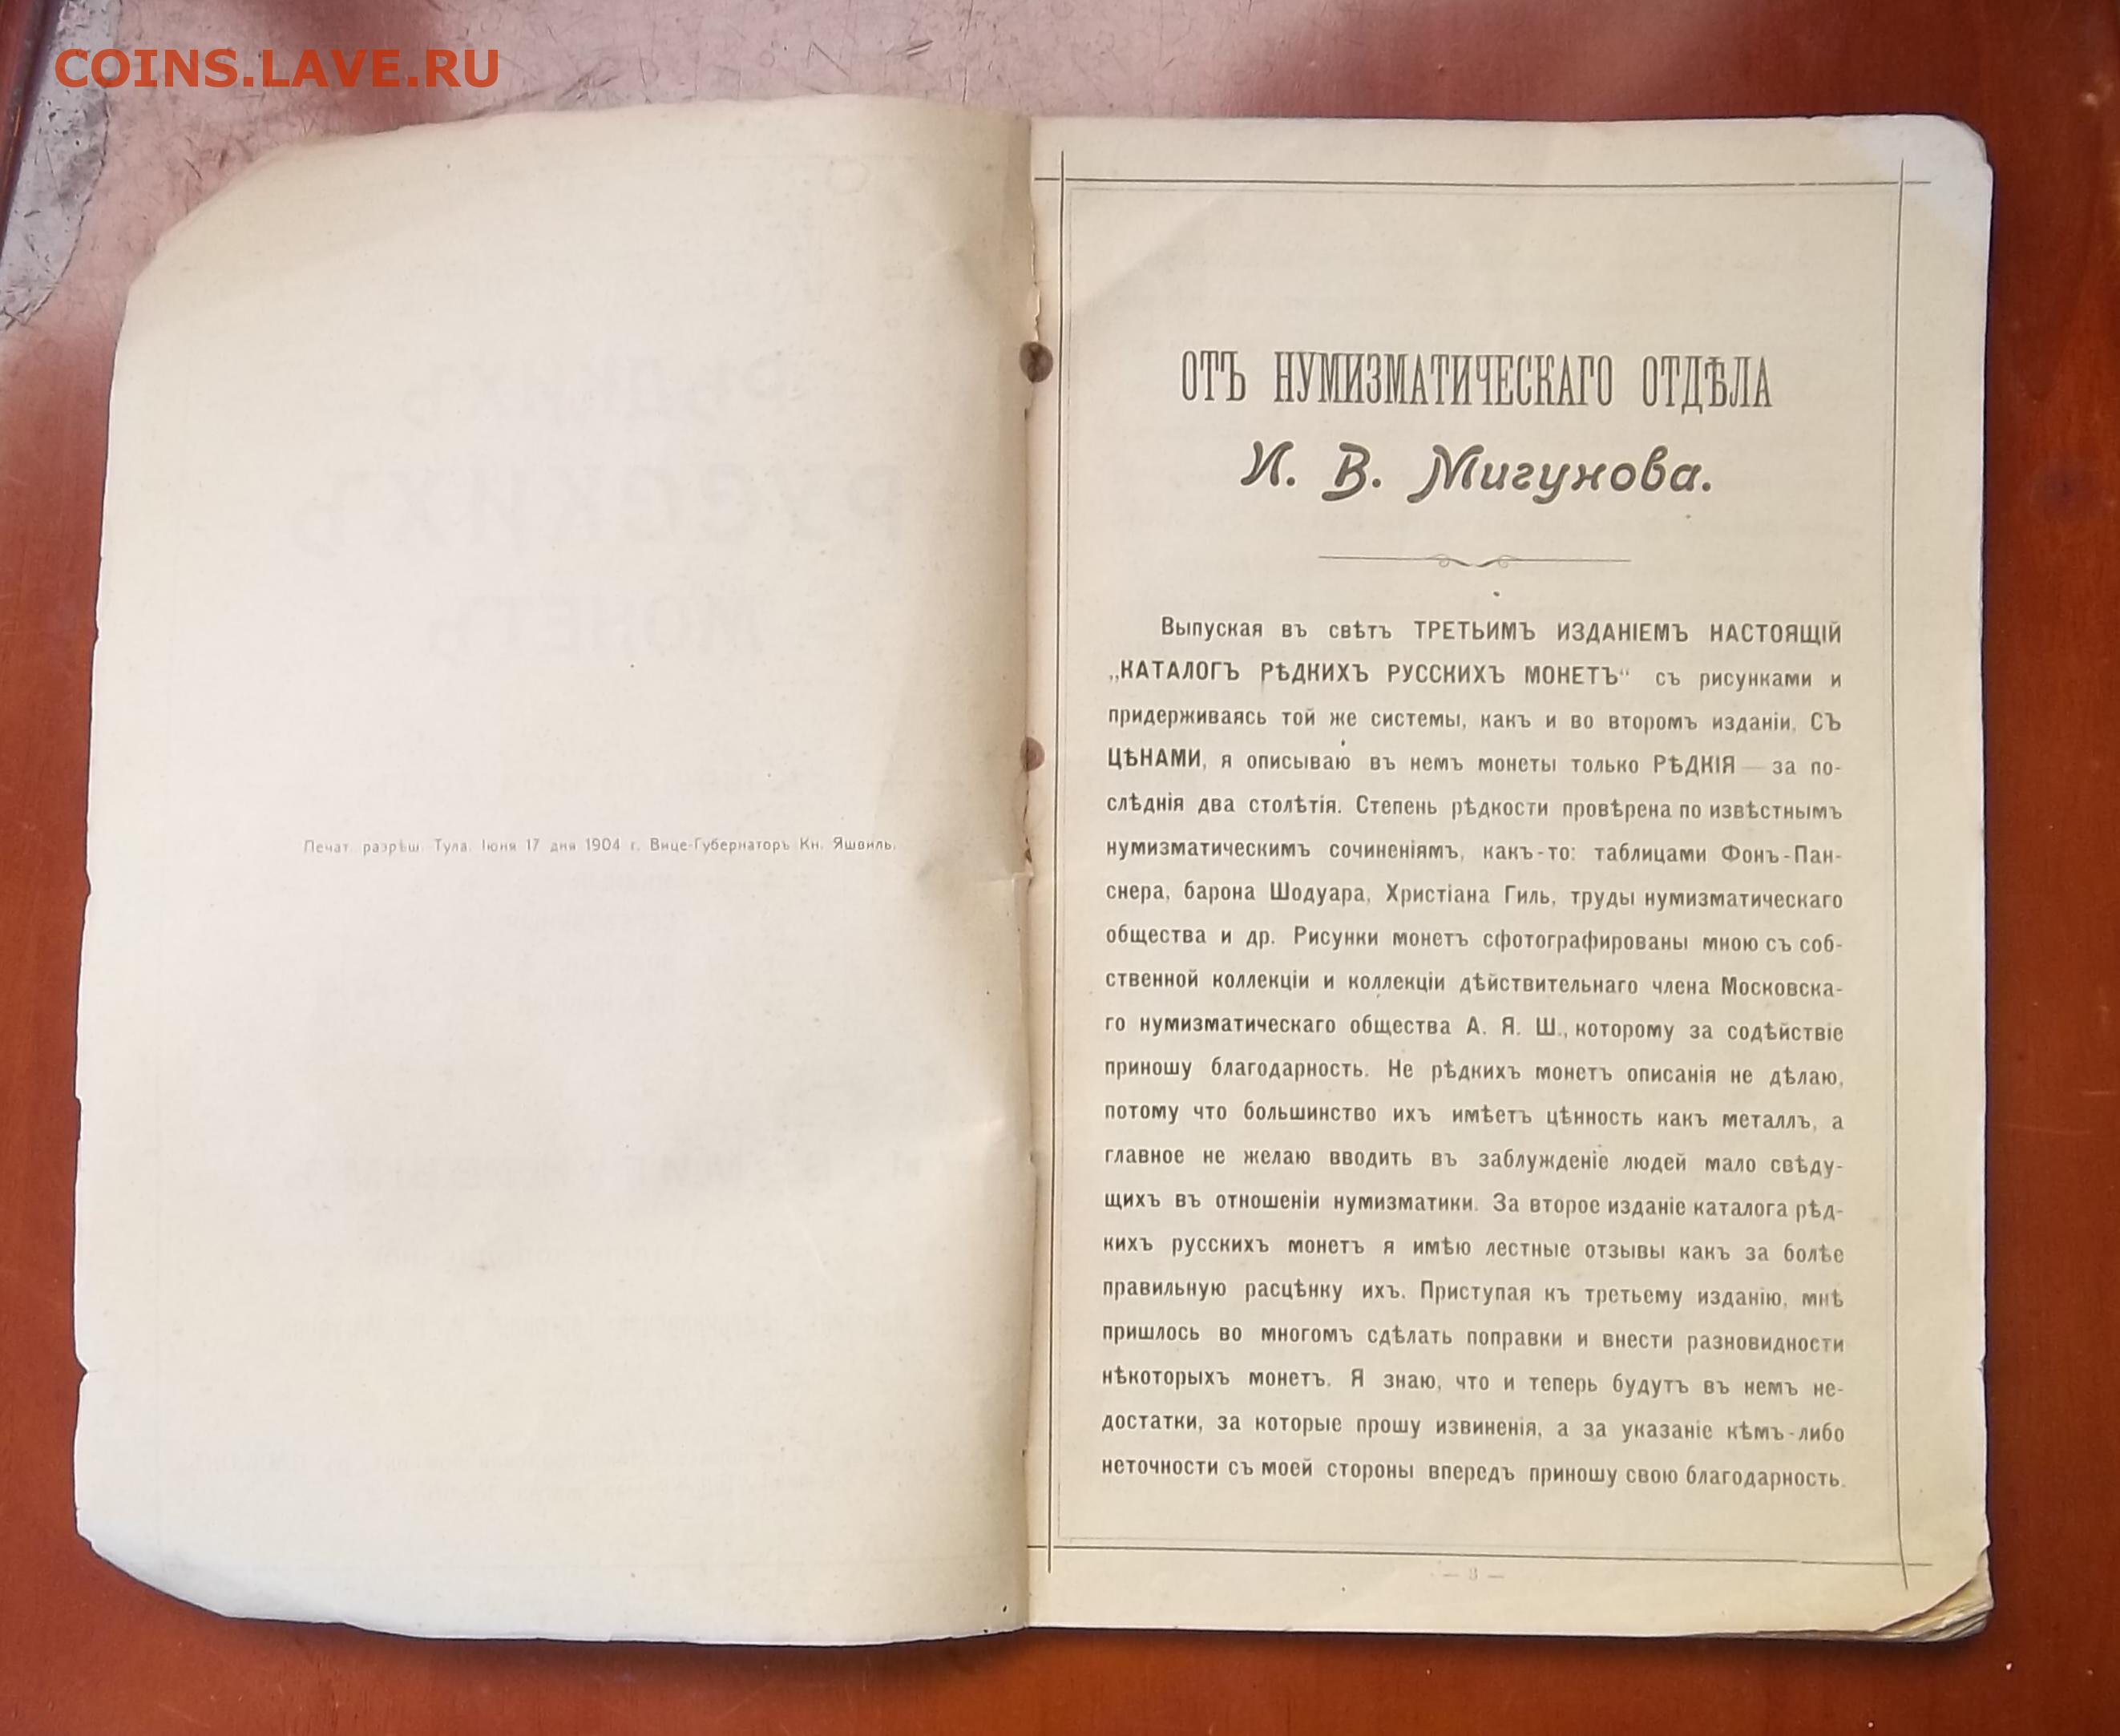 COINS.LAVE.RU
Печат. разрѣш. Тула. Іюня 17 дня 1904 г. Вице-Губернаторъ Кн. Яшвиль.
ОТЪ НУМИЗМАТИЧЕСКАГО ОТДѢЛА
И. В. Мигунова.
Выпуская въ свѣтъ ТРЕТЬИМЪ ИЗДАНІЕМЪ НАСТОЯЩІЙ
„КАТАЛОГЪ РѢДКИХЪ РУССКИХЪ МОНЕТЪ“ съ рисунками и
придерживаясь той же системы, какъ и во второмъ изданіи, СЪ
ЦѢНАМИ, я описываю въ немъ монеты только РѢДКІЯ — за по-
слѣднія два столѣтія. Степень рѣдкости провѣрена по извѣстнымъ
нумизматическимъ сочиненіямъ, какъ-то: таблицами Фонъ-Пан-
снера, барона Шодуара, Христіана Гиль, труды нумизматическаго
общества и др. Рисунки монетъ сфотографированы мною съ соб-
ственной коллекціи и коллекціи дѣйствительнаго члена Московска-
го нумизматическаго общества А. Я. Ш., которому за содѣйствіе
приношу благодарность. Не рѣдкихъ монетъ описанія не дѣлаю,
потому что большинство ихъ имѣетъ цѣнность какъ металлъ, а
главное не желаю вводить въ заблужденіе людей мало свѣду-
щихъ въ отношеніи нумизматики. За второе изданіе каталога рѣд-
кихъ русскихъ монетъ я имѣю лестные отзывы какъ за болѣе
правильную расцѣнку ихъ. Приступая къ третьему изданію, мнѣ
пришлось во многомъ сдѣлать поправки и внести разновидности
нѣкоторыхъ монетъ. Я знаю, что и теперь будутъ въ немъ не-
достатки, за которые прошу извиненія, а за указаніе кѣмъ-либо
неточности съ моей стороны впередъ приношу свою благодарность.
— 3 —